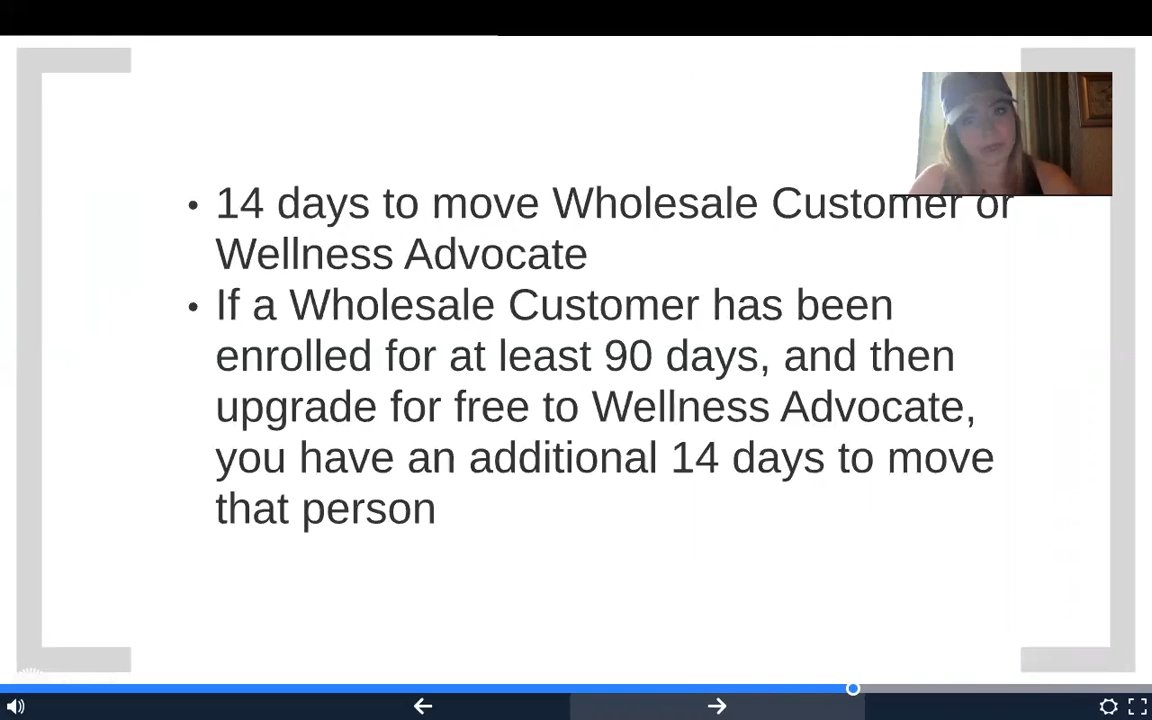 • 14 days to move Wholesale Customer or
Wellness Advocate
• If a Wholesale Customer has been
enrolled for at least 90 days, and then
upgrade for free to Wellness Advocate,
you have an additional 14 days to move
that person